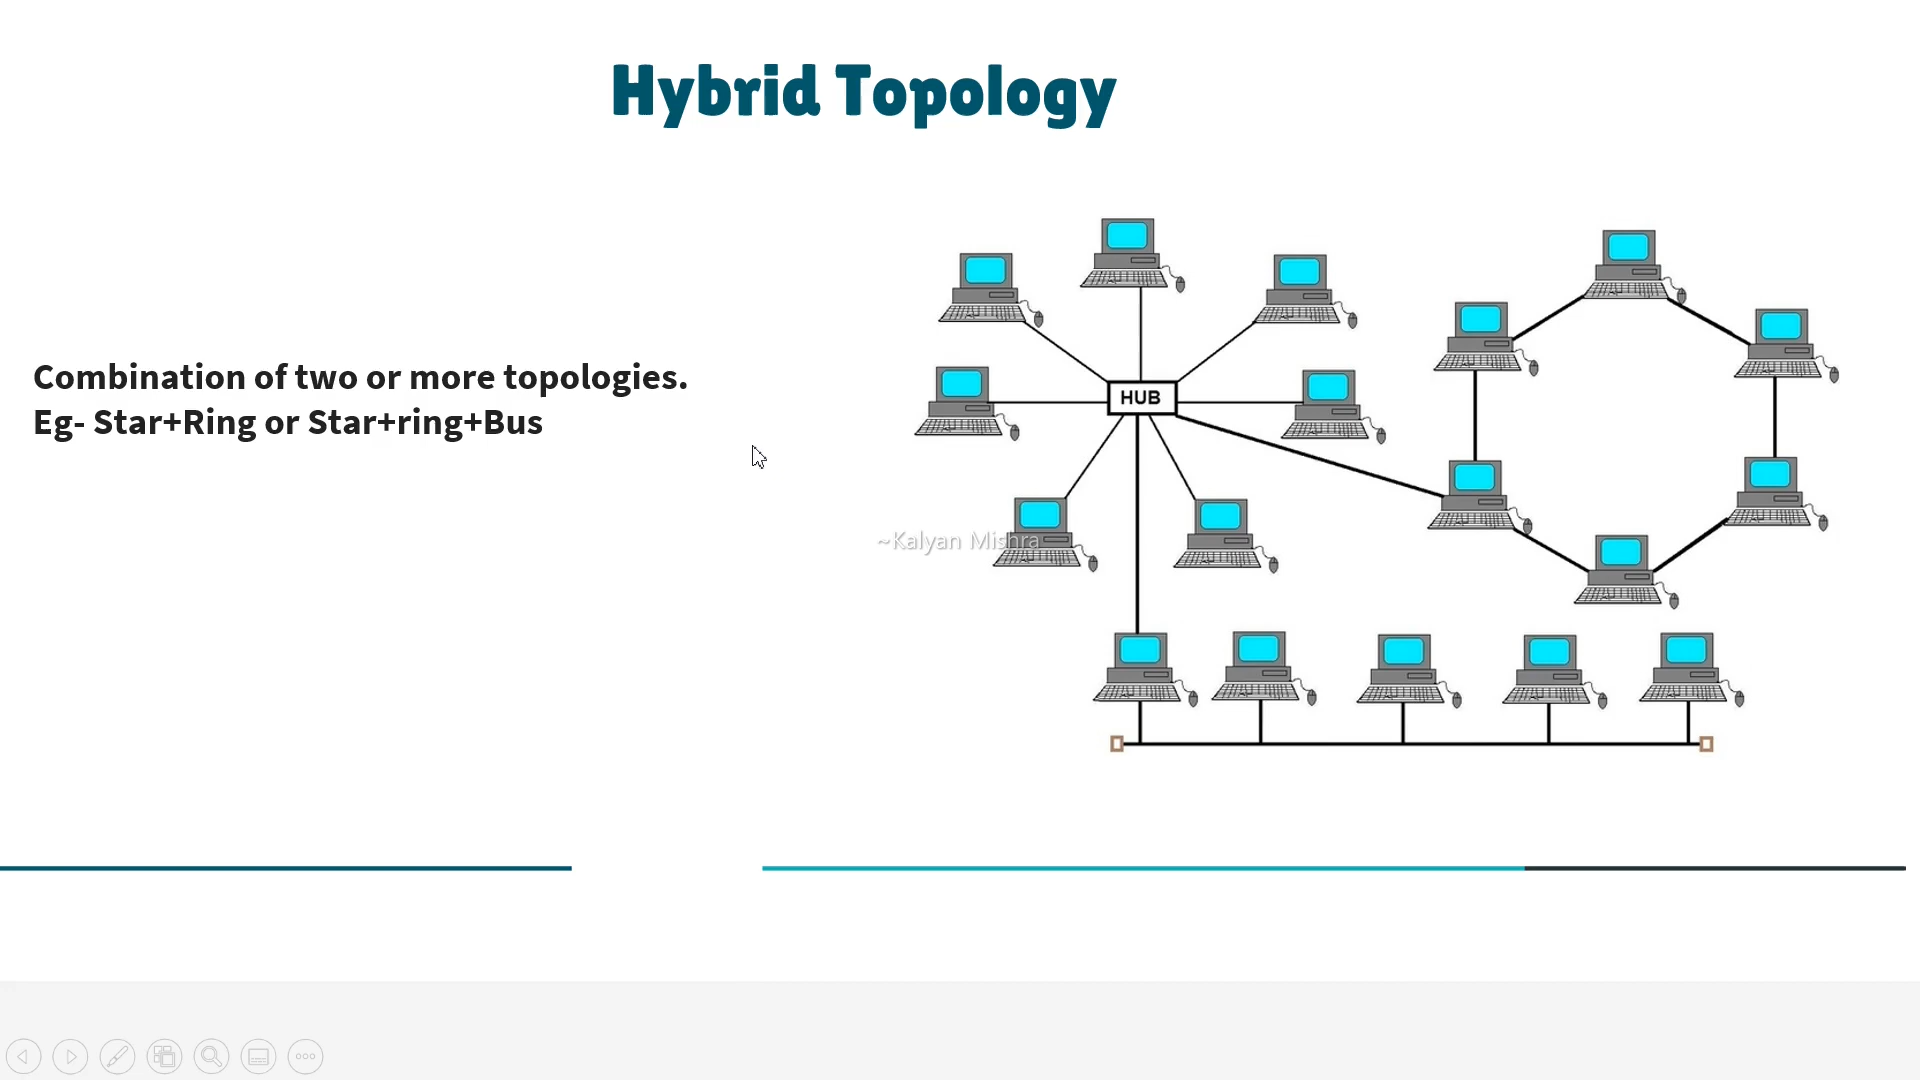 Hybrid Topology
Combination of two or more topologies.
Eg- Star+Ring or Star+ring+Bus
HUB
~Kalyan Mishra